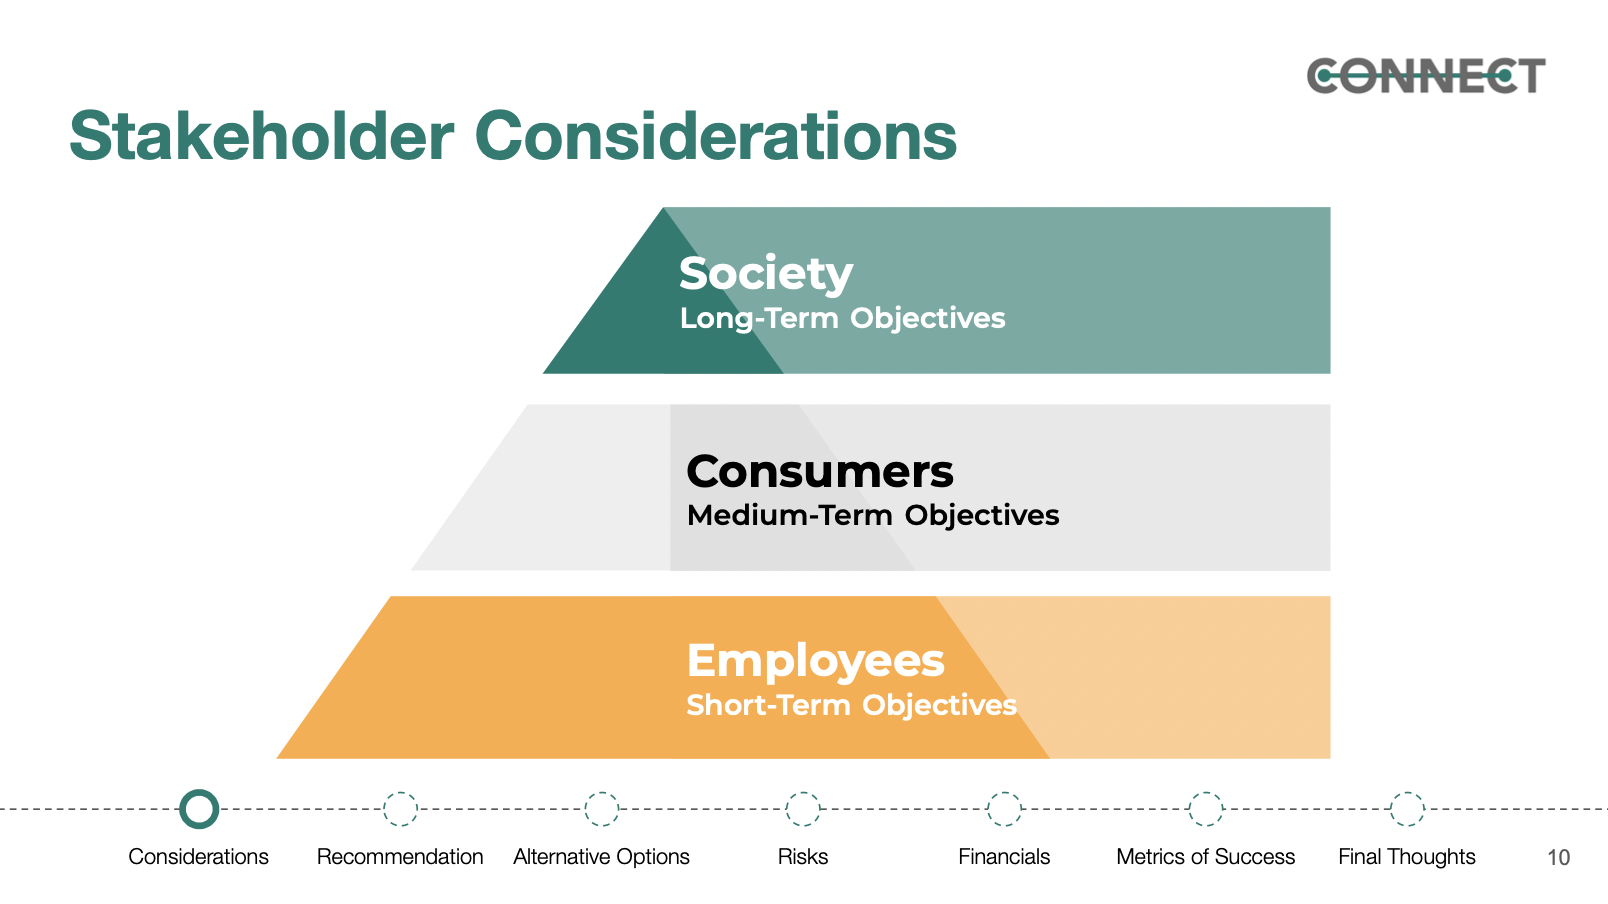 CONNECT
Stakeholder Considerations
Society
Long-Term Objectives
Consumers
Medium-Term Objectives
Employees
Short-Term Objectives
Considerations
Recommendation
Alternative Options
Risks
Financials
Metrics of Success
Final Thoughts
10